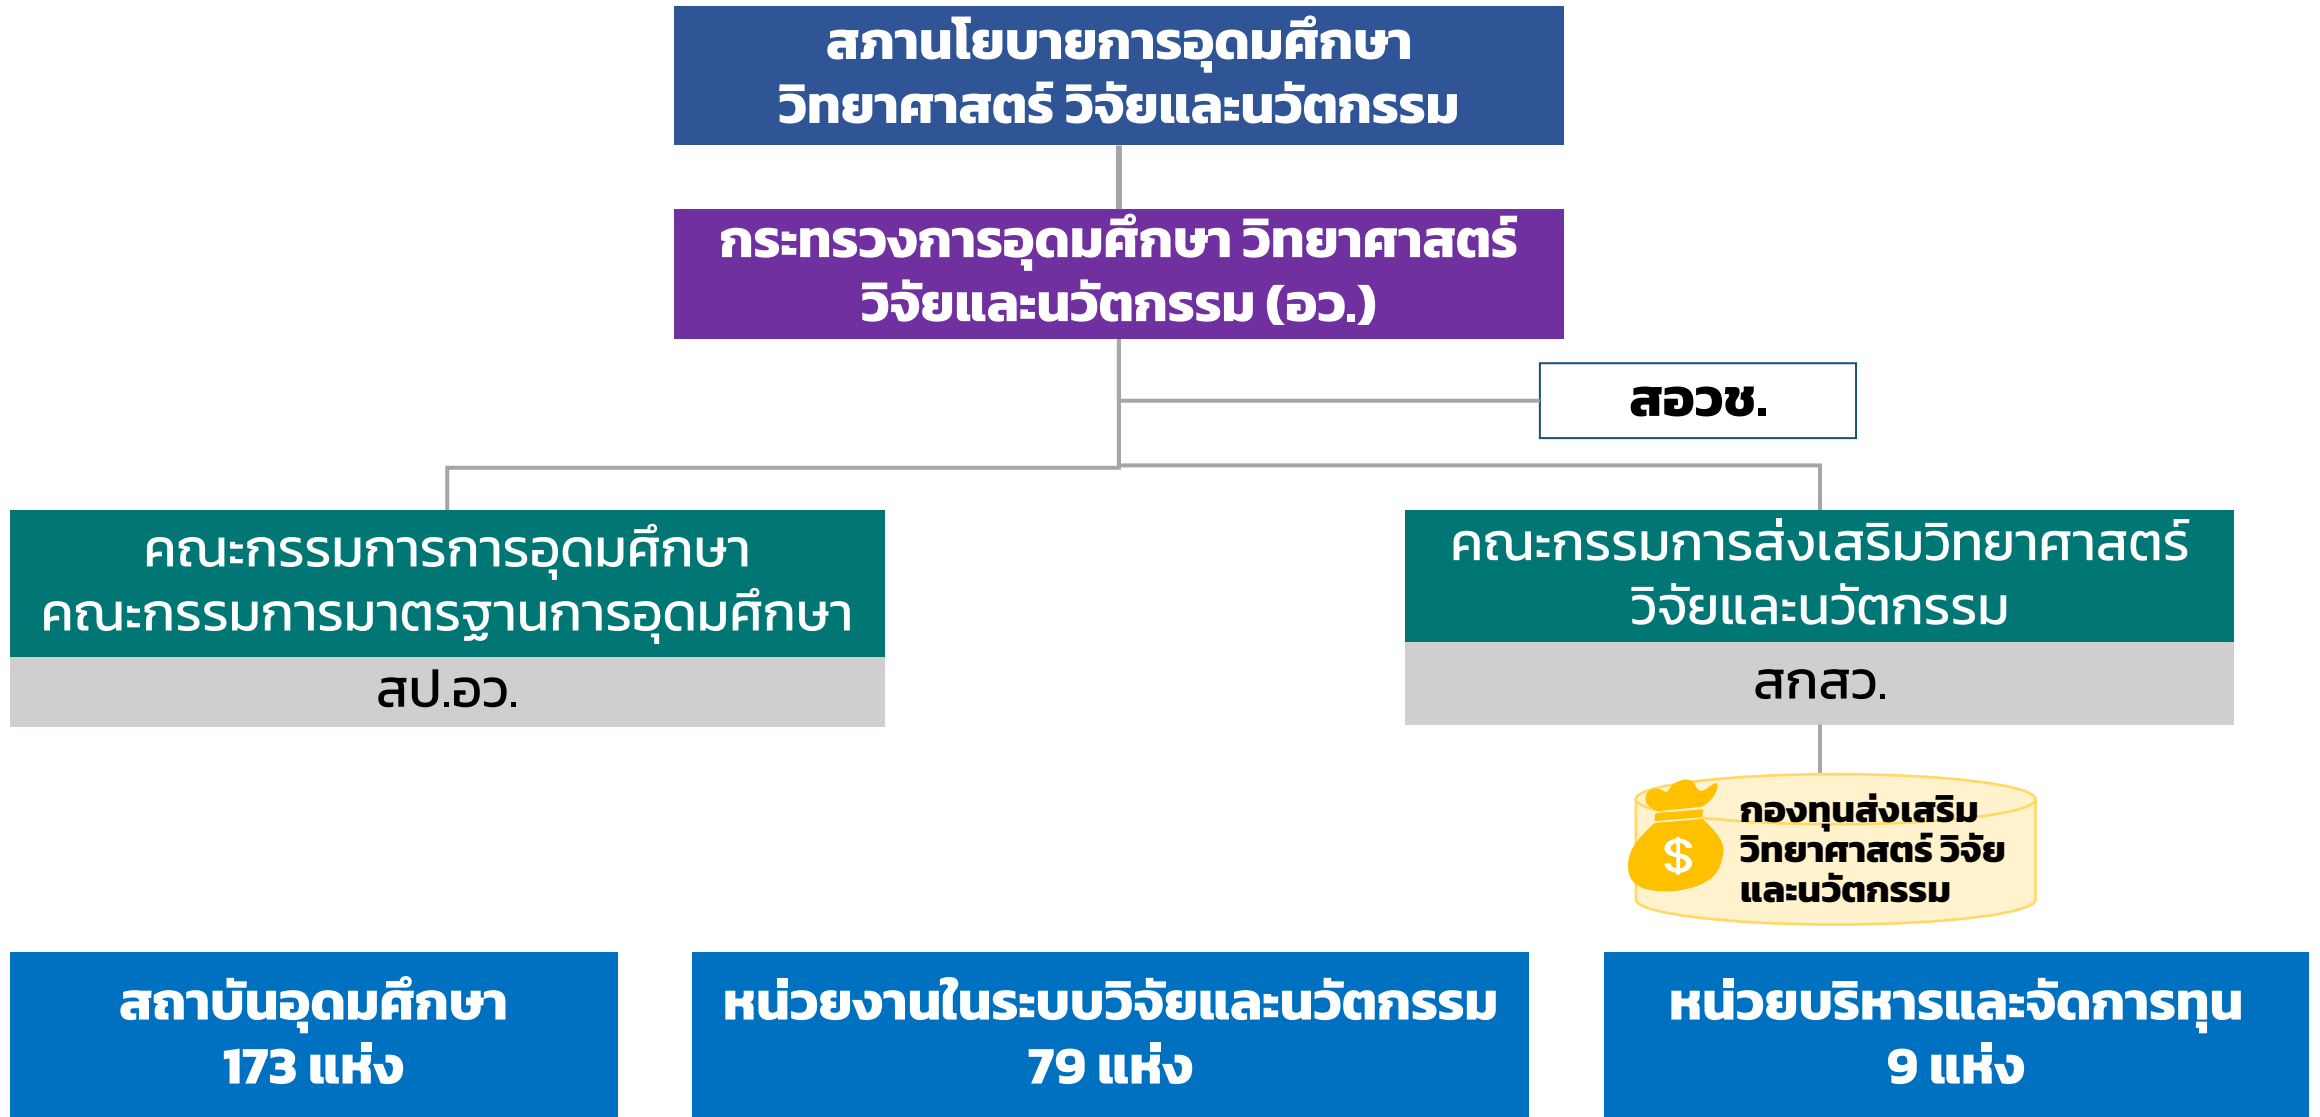 สภานโยบายการอุดมศึกษา
วิทยาศาสตร์ วิจัยและนวัตกรรม
กระทรวงการอุดมศึกษา วิทยาศาสตร์
วิจัยและนวัตกรรม (อว.)
สอวช.
คณะกรรมการการอุดมศึกษา
คณะกรรมการมาตรฐานการอุดมศึกษา
สป.อว.
คณะกรรมการส่งเสริมวิทยาศาสตร์
วิจัยและนวัตกรรม
สกสว.
$
กองทุนส่งเสริม
วิทยาศาสตร์ วิจัย
และนวัตกรรม
สถาบันอุดมศึกษา
173 แห่ง
หน่วยงานในระบบวิจัยและนวัตกรรม
79 แห่ง
หน่วยบริหารและจัดการทุน
9 แห่ง